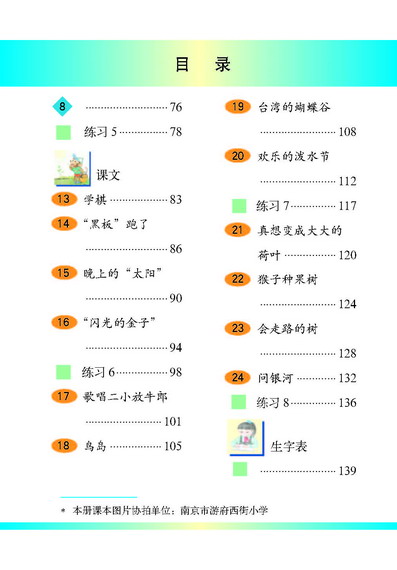 目 录
8 ·························· 76
练习 5 ··············· 78
课文
13 学棋 ·················· 83
14 “黑板”跑了
·························· 86
15 晚上的“太阳”
·························· 90
16 “闪光的金子”
·························· 94
练习 6 ················ 98
17 歌唱二小放牛郎
························ 101
18 鸟岛 ················ 105
19 台湾的蝴蝶谷
························ 108
20 欢乐的泼水节
························ 112
练习 7 ··············· 117
21 真想变成大大的
荷叶 ················ 120
22 猴子种果树
························ 124
23 会走路的树
························ 128
24 问银河 ············ 132
练习 8 ··············· 136
生字表
························ 139
* 本册课本图片协拍单位：南京市游府西街小学